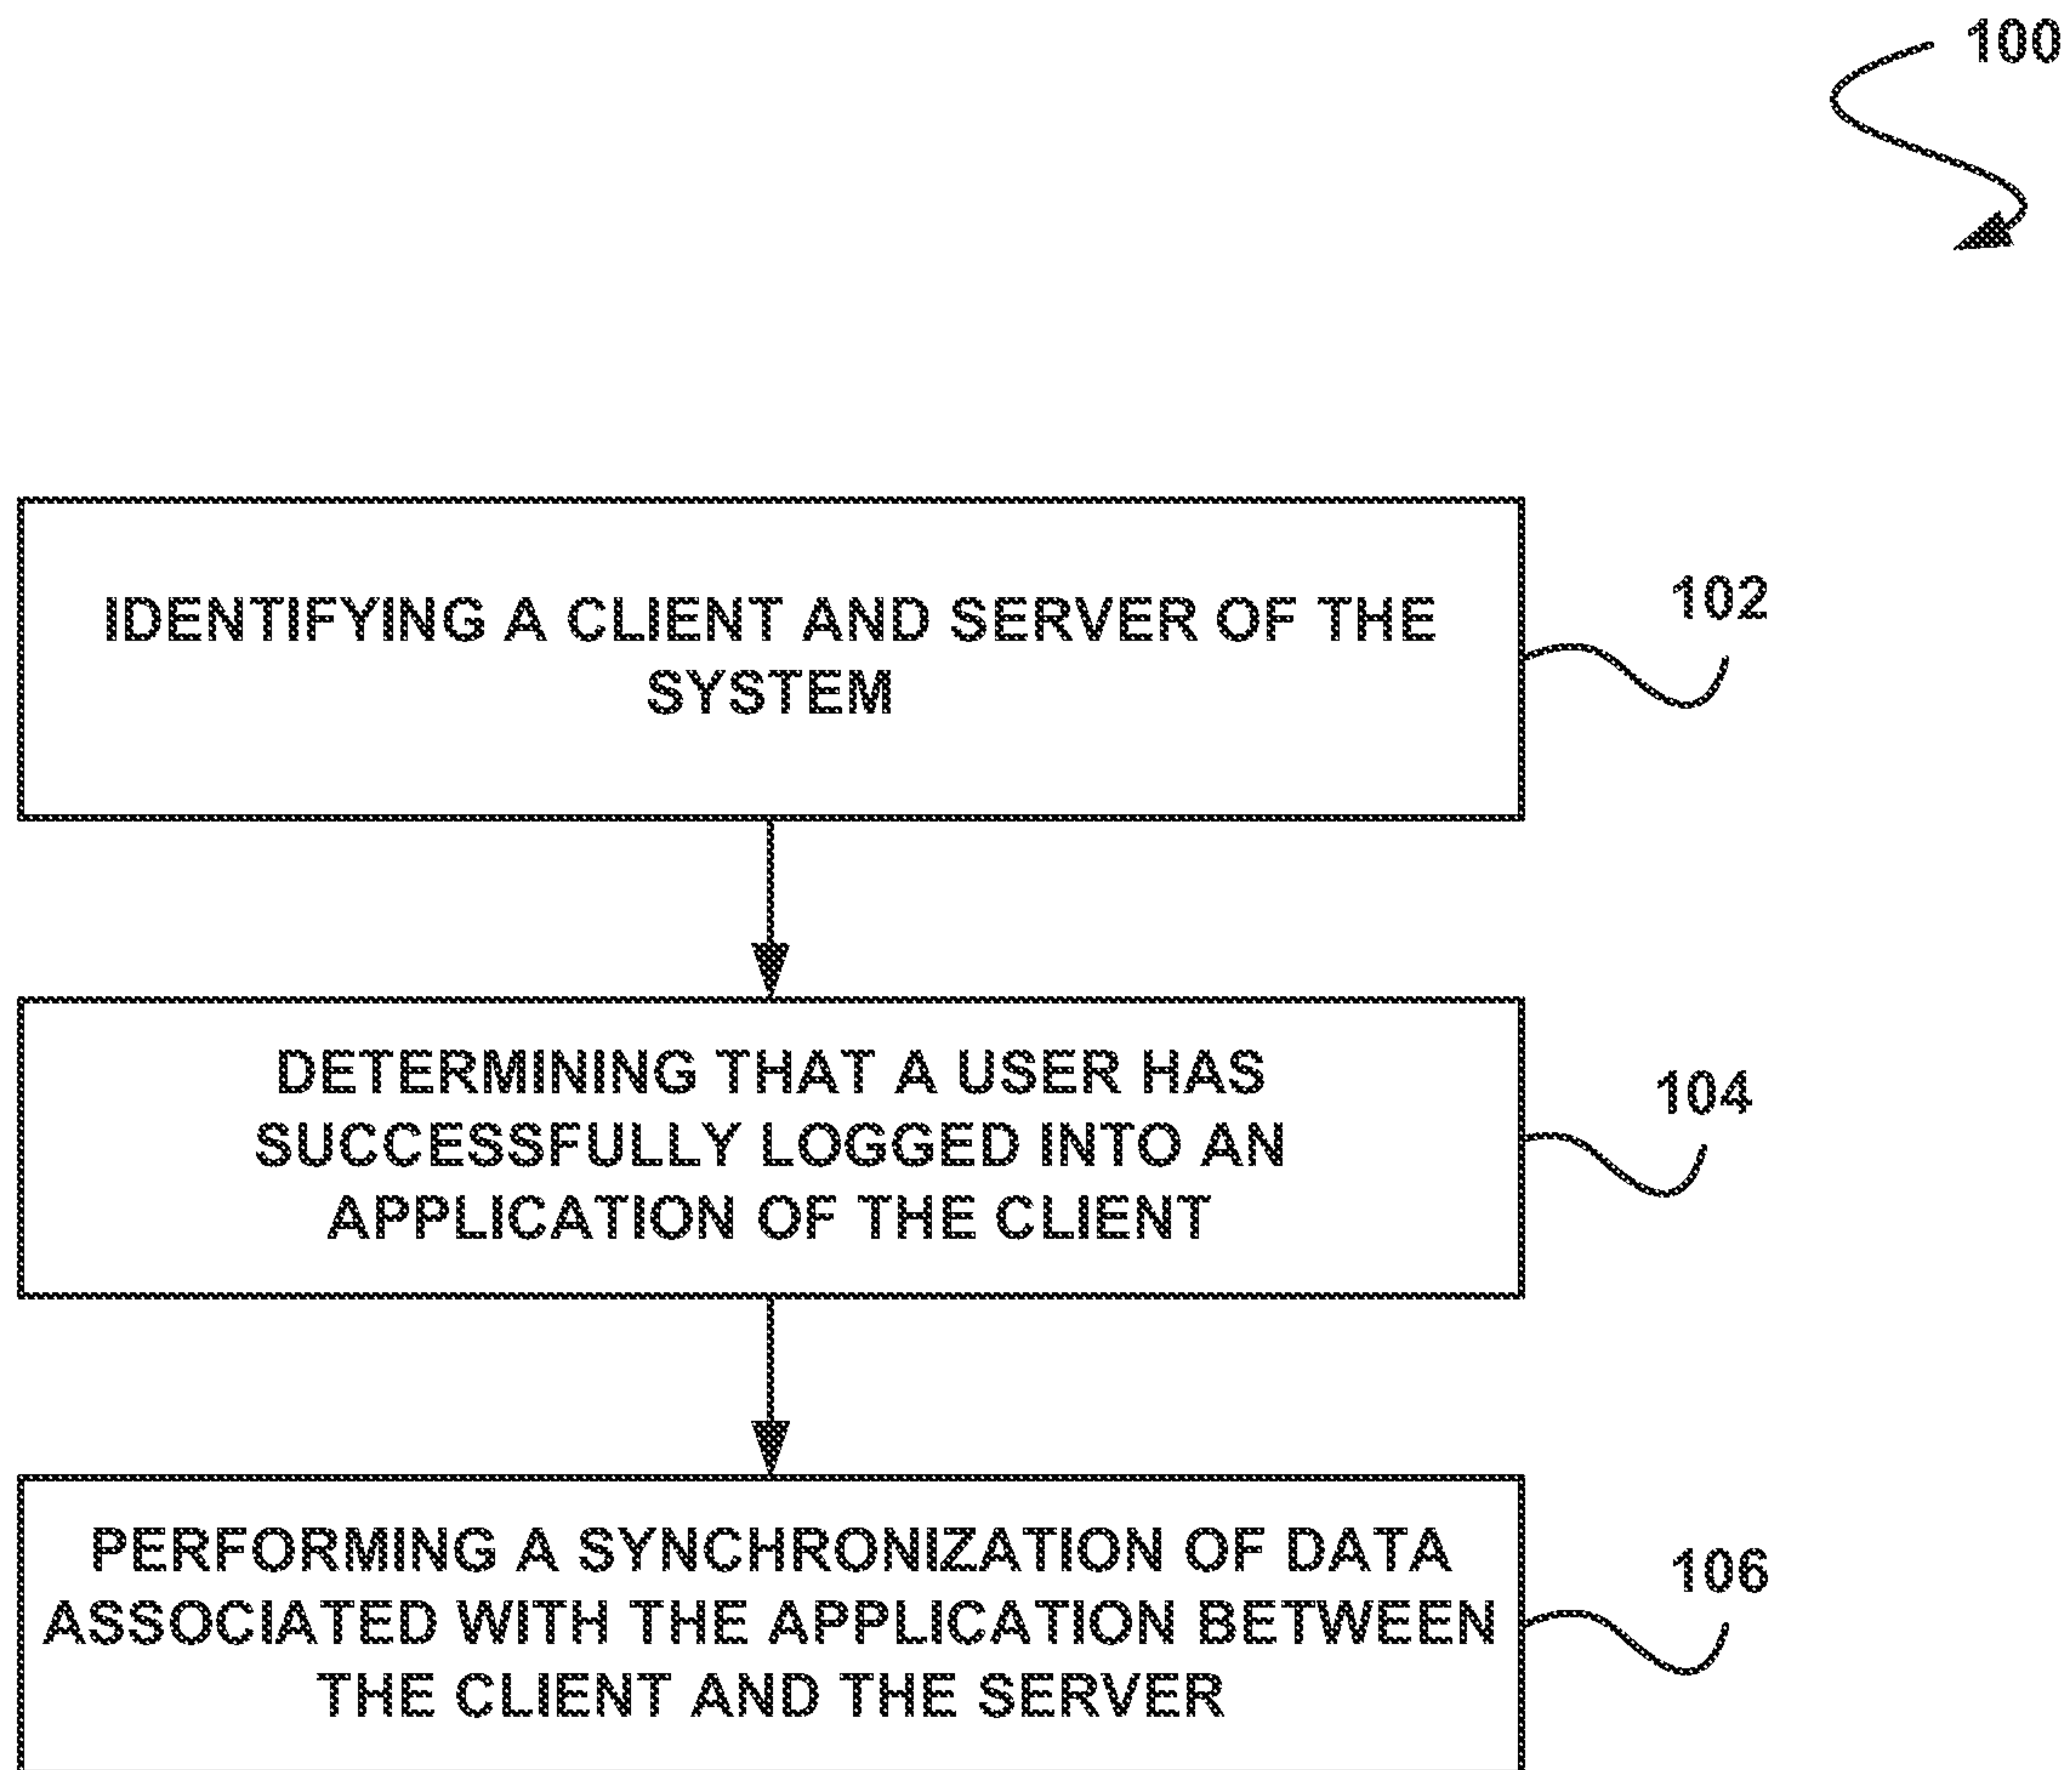 100
IDENTIFYING A CLIENT AND SERVER OF THE
SYSTEM
102
DETERMINING THAT A USER HAS
SUCCESSFULLY LOGGED INTO AN
APPLICATION OF THE CLIENT
104
PERFORMING A SYNCHRONIZATION OF DATA
ASSOCIATED WITH THE APPLICATION BETWEEN
THE CLIENT AND THE SERVER
106